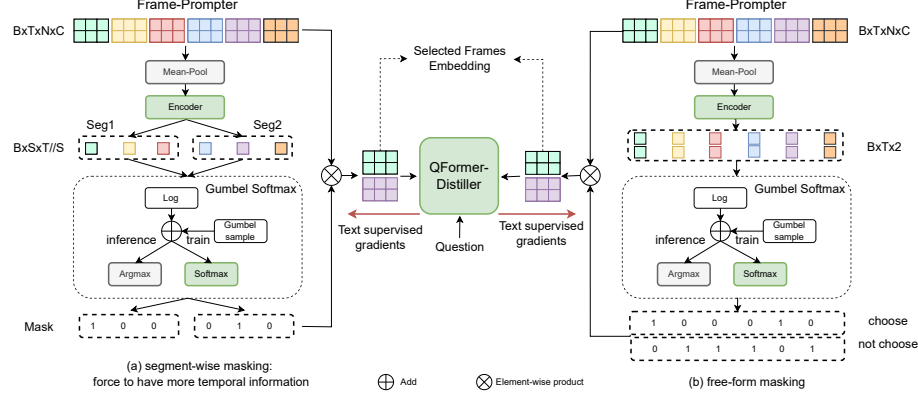 Frame-Prompter
BxTxNxC
Mean-Pool
Encoder
Seg1
Seg2
BxSxT//S
Gumbel Softmax
Log
Gumbel
sample
inference
train
Argmax
Softmax
Mask
1 0 0
0 1 0
(a) segment-wise masking:
force to have more temporal information
Selected Frames
Embedding
QFormer-
Distiller
Text supervised
gradients
Text supervised
gradients
Question
Add
Element-wise product
Frame-Prompter
BxTxNxC
Mean-Pool
Encoder
BxTx2
Gumbel Softmax
Log
Gumbel
sample
inference
train
Argmax
Softmax
1 0 0 0 1 0
choose
0 1 1 1 0 1
not choose
(b) free-form masking